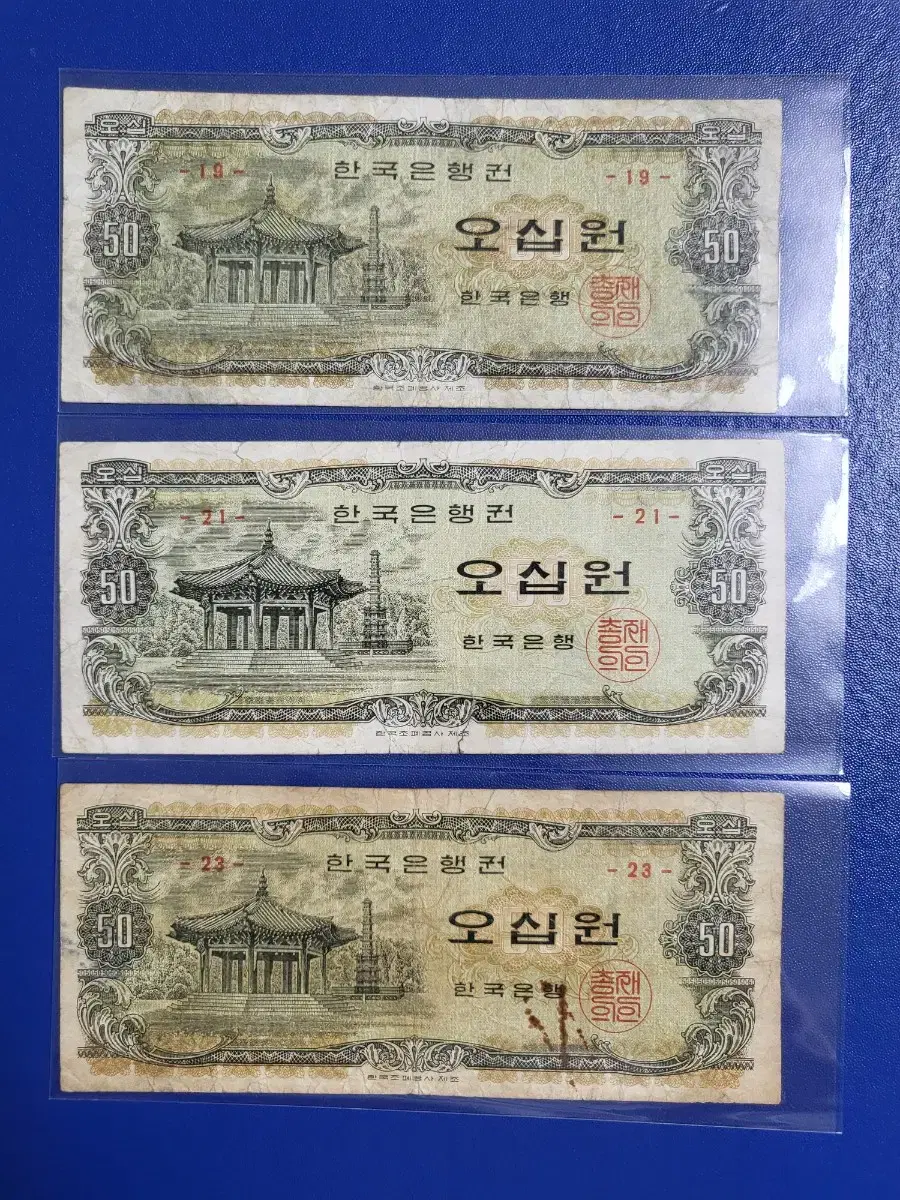 오십 오십
- 19 - 한국은행권 - 19 -
50 오십원 50
한국은행 총재의인
한국조폐공사 제조
오십 오십
- 21 - 한국은행권 - 21 -
50 오십원 50
한국은행 총재의인
한국조폐공사 제조
오십 오십
- 23 - 한국은행권 - 23 -
50 오십원 50
한국은행 총재의인
한국조폐공사 제조